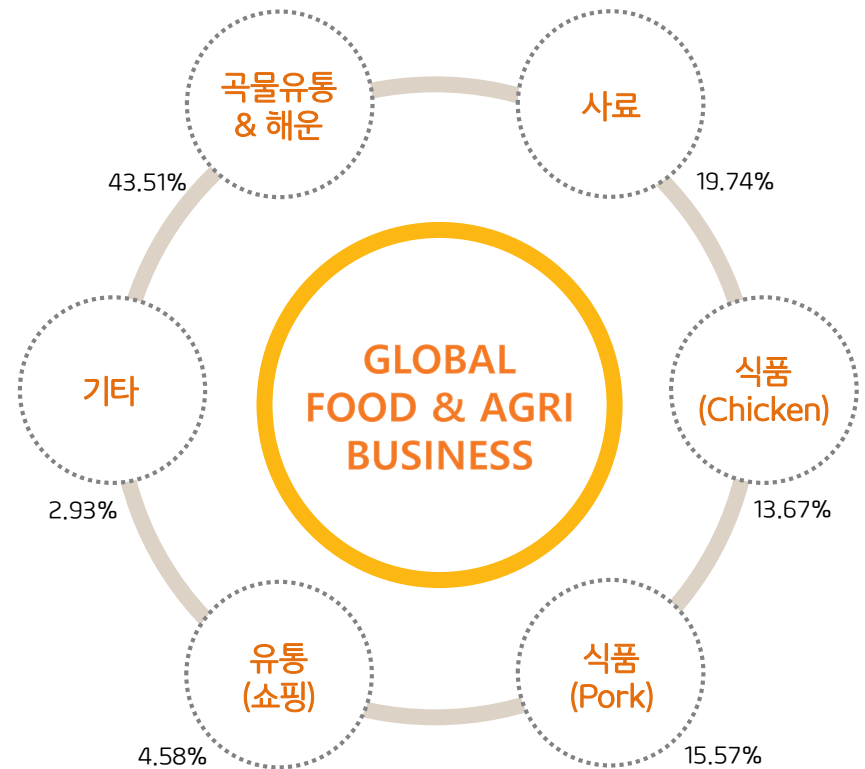 곡물유통
& 해운
43.51%
사료
19.74%
식품
(Chicken)
13.67%
식품
(Pork)
15.57%
유통
(쇼핑)
4.58%
기타
2.93%
GLOBAL
FOOD & AGRI
BUSINESS